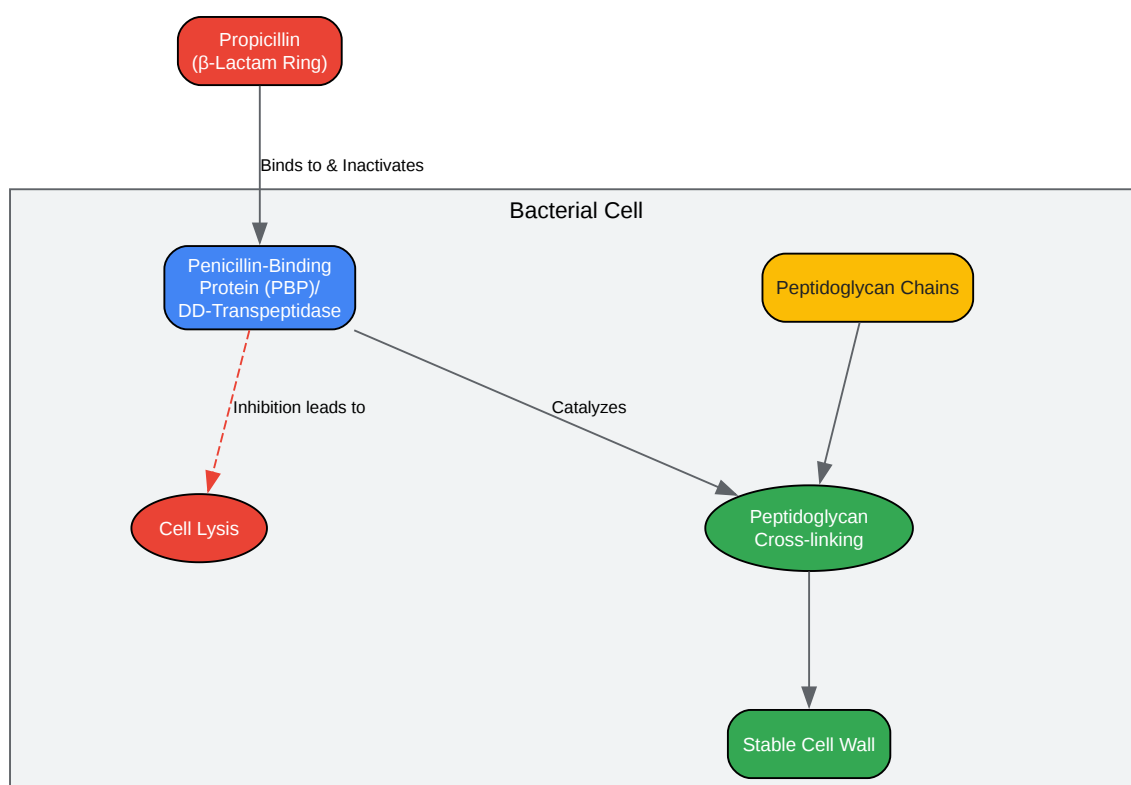 Propicillin
(β-Lactam Ring)
Binds to & Inactivates
Bacterial Cell
Penicillin-Binding
Protein (PBP)/
DD-Transpeptidase
Peptidoglycan Chains
Inhibition leads to
Catalyzes
Cell Lysis
Peptidoglycan
Cross-linking
Stable Cell Wall